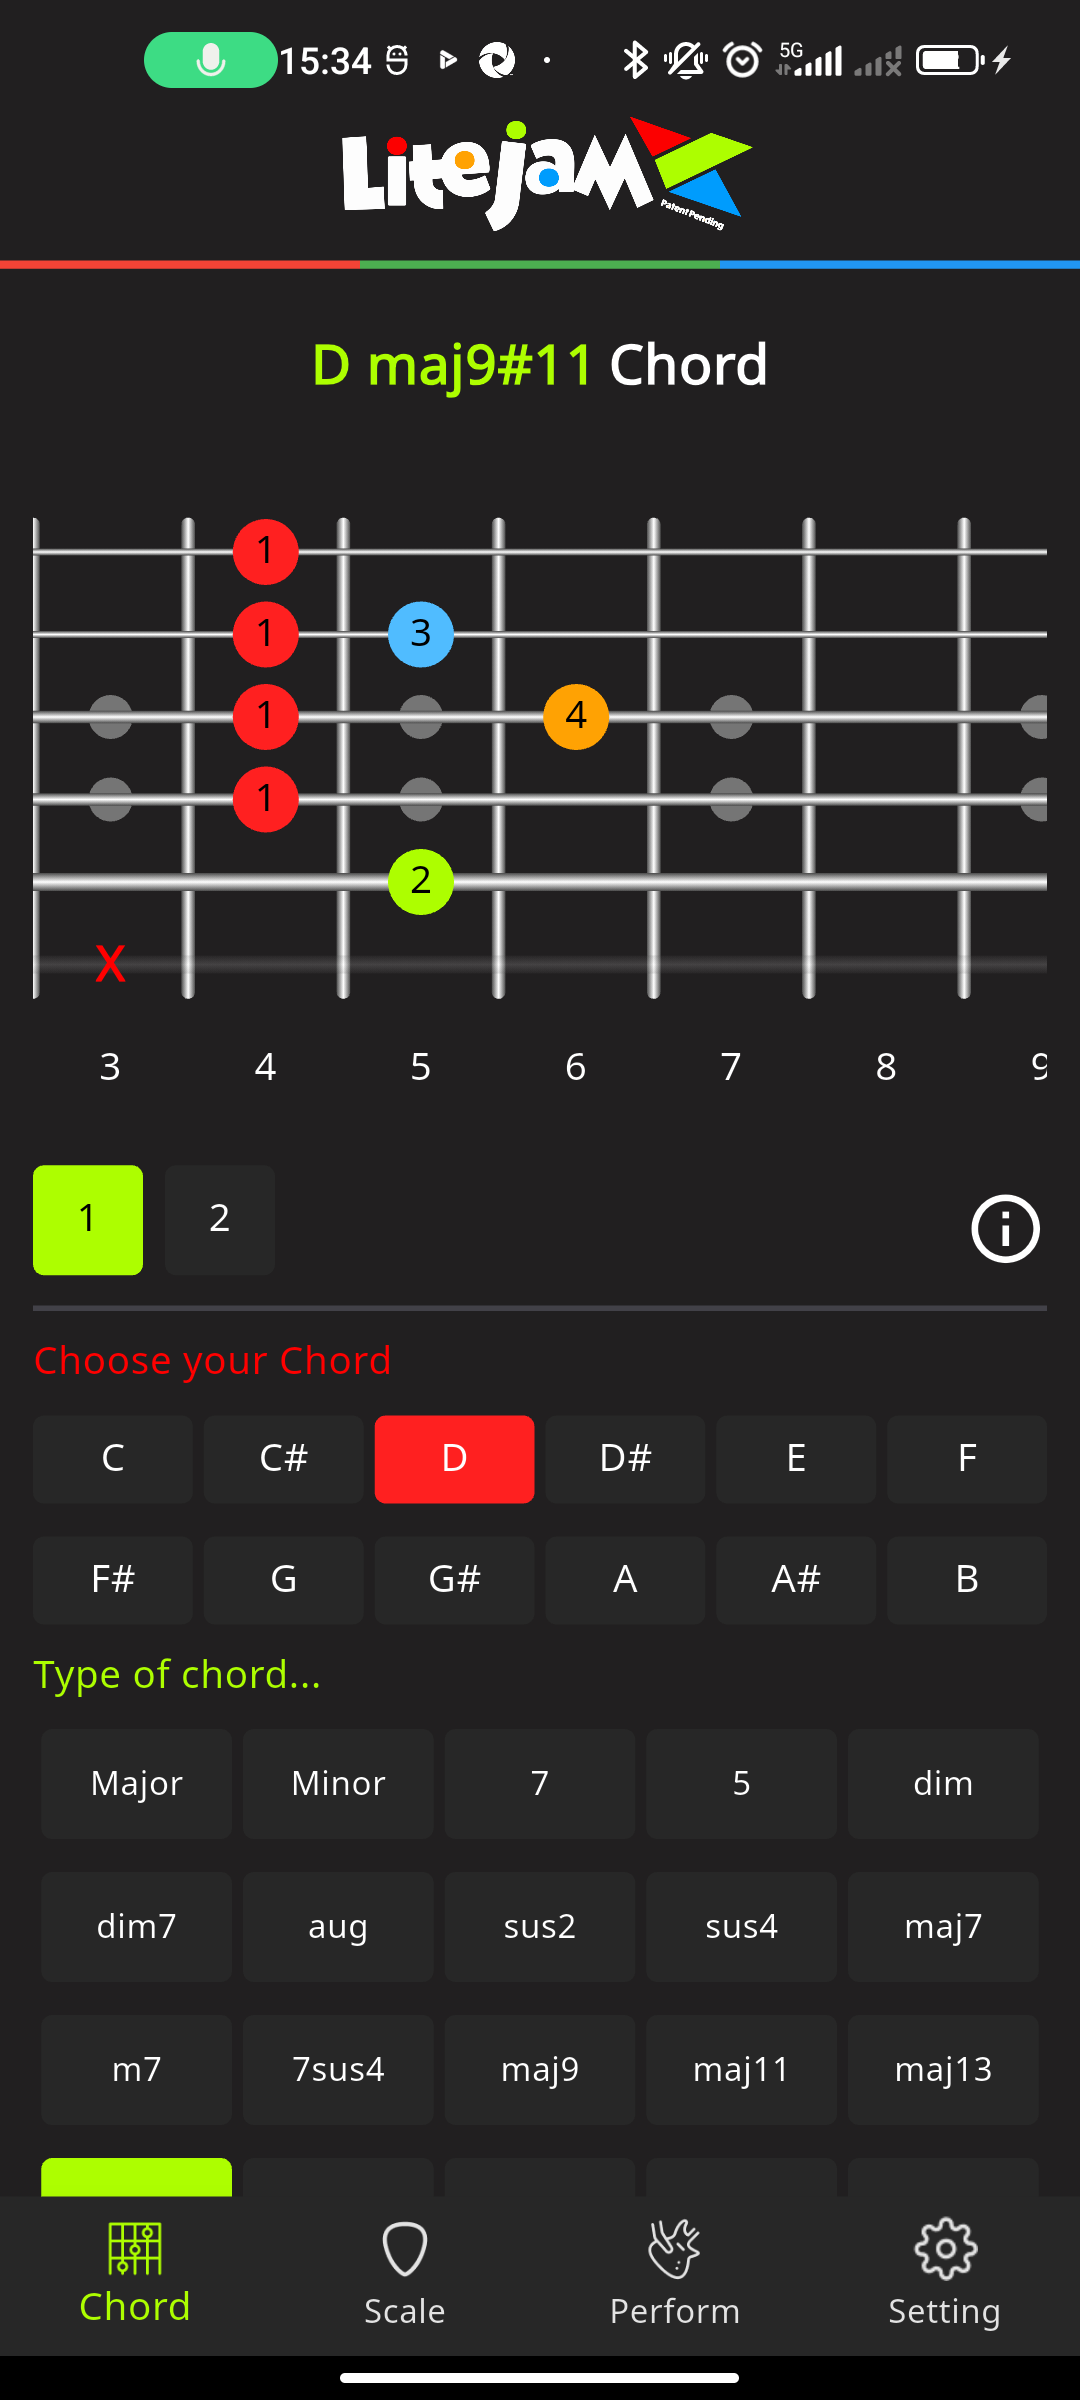 15:34
5G
Litejam
Patent Pending
D maj9#11 Chord
1
1 3
1 4
1
2
X
3 4 5 6 7 8 9
1 2
Choose your Chord
C C# D D# E F
F# G G# A A# B
Type of chord...
Major Minor 7 5 dim
dim7 aug sus2 sus4 maj7
m7 7sus4 maj9 maj11 maj13
Chord Scale Perform Setting